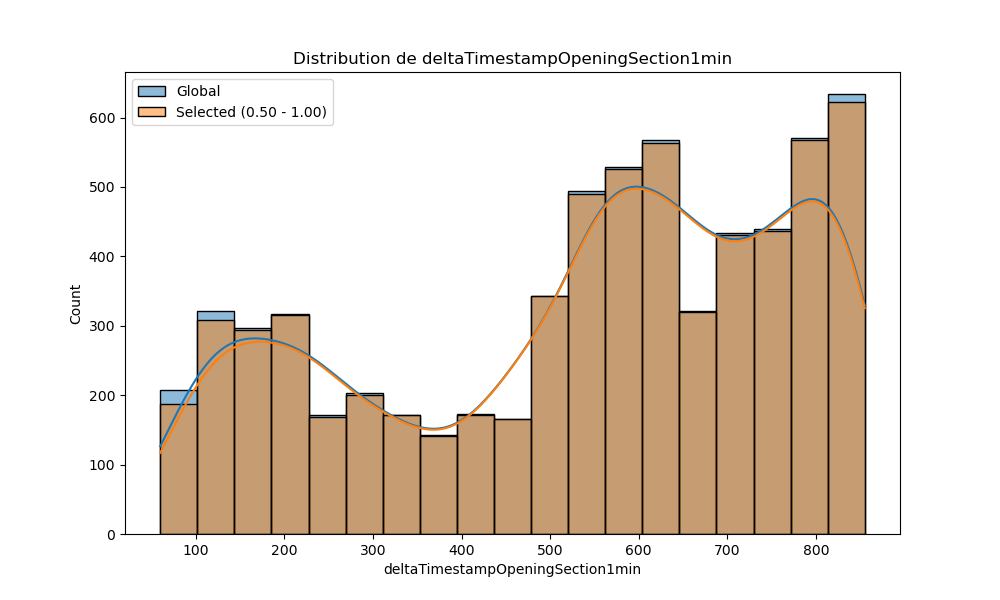 Distribution de deltaTimestampOpeningSection1min
Global
Selected (0.50 - 1.00)
600
500
400
300
200
100
0
Count
100 200 300 400 500 600 700 800
deltaTimestampOpeningSection1min